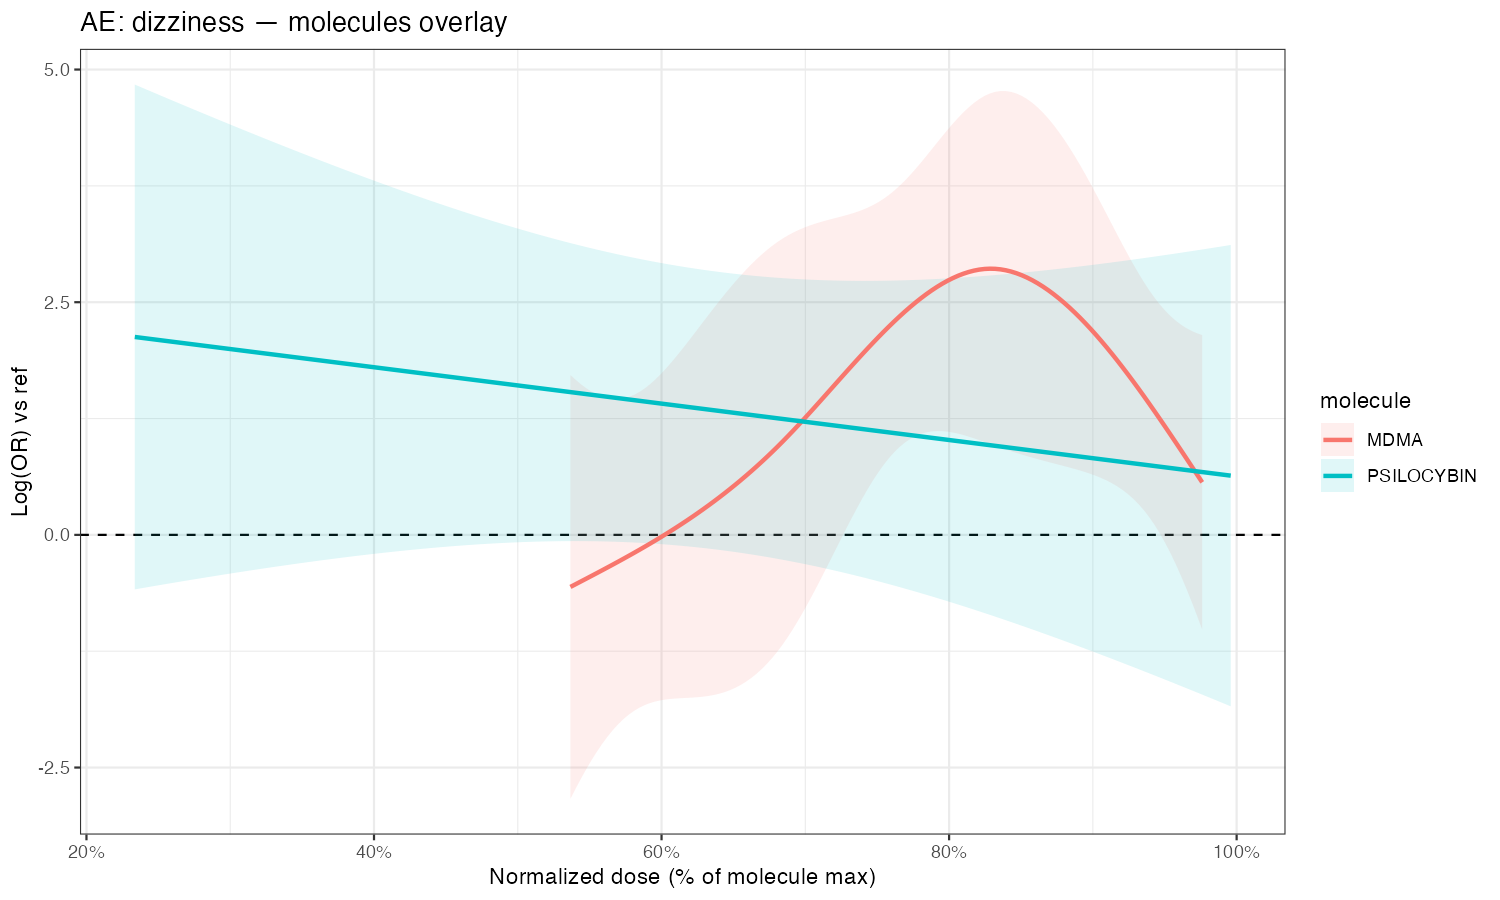 AE: dizziness — molecules overlay
5.0
2.5
0.0
-2.5
Log(OR) vs ref
20%
40%
60%
80%
100%
Normalized dose (% of molecule max)
molecule
MDMA
PSILOCYBIN